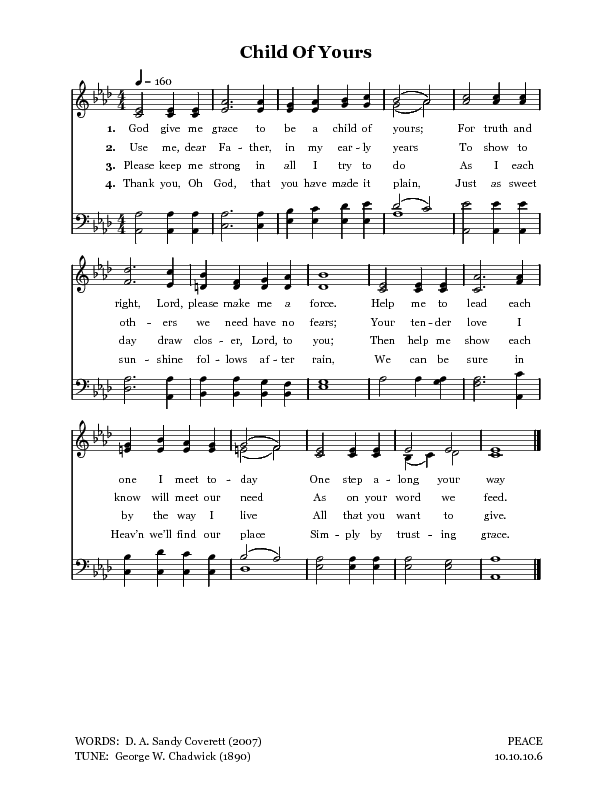 Child Of Yours
= 160
1. God give me grace to be a child of yours; For truth and
2. Use me, dear Fa - ther, in my ear - ly years To show to
3. Please keep me strong in all I try to do As I each
4. Thank you, Oh God, that you have made it plain, Just as sweet
right, Lord, please make me a force. Help me to lead each
oth - ers we need have no fears; Your ten - der love I
day draw clos - er, Lord, to you; Then help me show each
sun - shine fol - lows af - ter rain, We can be sure in
one I meet to - day One step a - long your way
know will meet our need As on your word we feed.
by the way I live All that you want to give.
Heav'n we'll find our place Sim - ply by trust - ing grace.
WORDS: D. A. Sandy Coverett (2007) PEACE
TUNE: George W. Chadwick (1890) 10.10.10.6